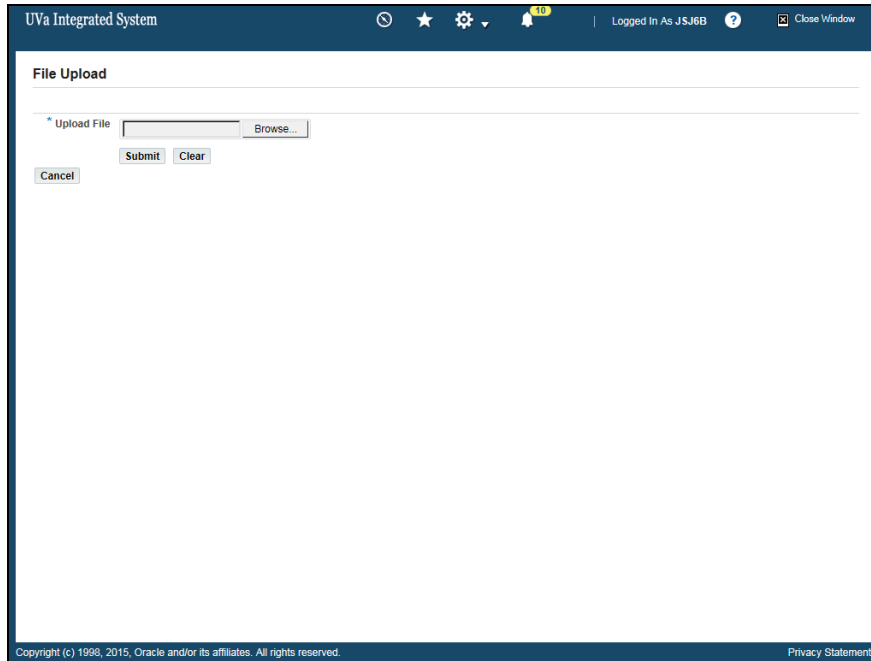 UVa Integrated System
10
| Logged In As JSJ6B
?
Close Window
File Upload
* Upload File
Browse...
Submit Clear
Cancel
Copyright (c) 1998, 2015, Oracle and/or its affiliates. All rights reserved.
Privacy Statement